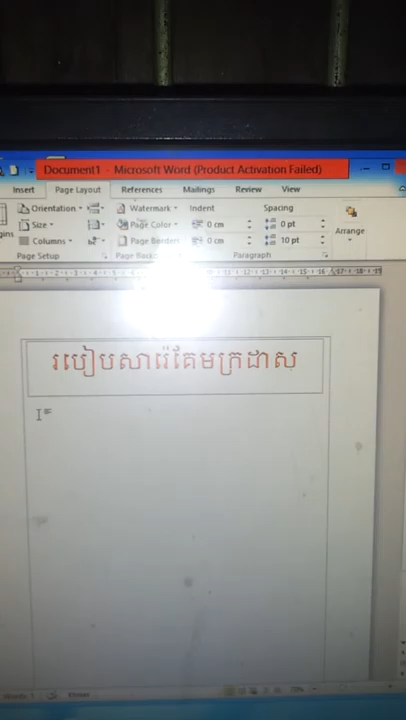 Document1 - Microsoft Word (Product Activation Failed)
Insert Page Layout References Mailings Review View
Orientation Watermark Indent Spacing
Size Page Color 0 cm 0 pt
Columns Page Borders 0 cm 10 pt Arrange
Page Setup Paragraph
របៀបសារ៉េគែមក្រដាស